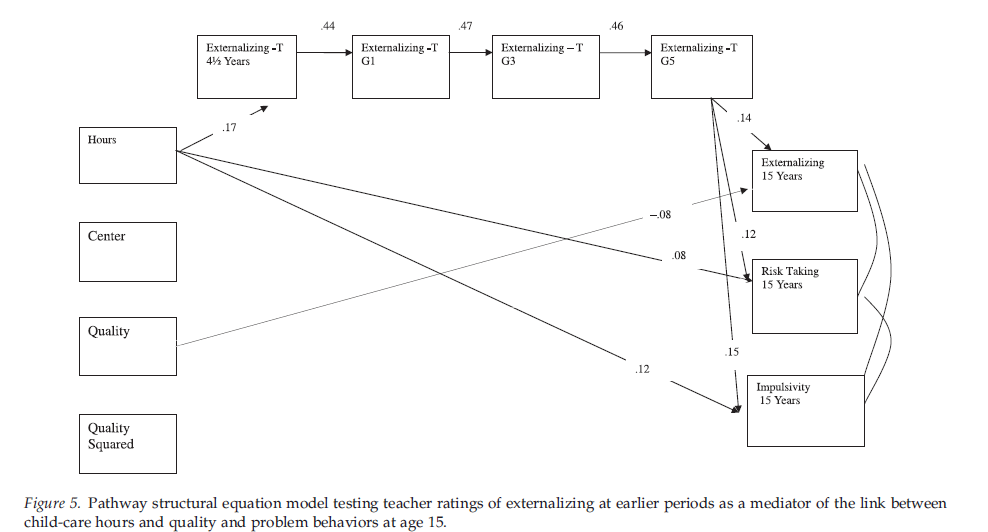 .44
.47
.46
Externalizing -T
4½ Years
Externalizing -T
G1
Externalizing – T
G3
Externalizing -T
G5
.17
.14
Hours
Externalizing
15 Years
–.08
Center
.12
.08
Risk Taking
15 Years
Quality
.15
.12
Impulsivity
15 Years
Quality
Squared
Figure 5. Pathway structural equation model testing teacher ratings of externalizing at earlier periods as a mediator of the link between
child-care hours and quality and problem behaviors at age 15.